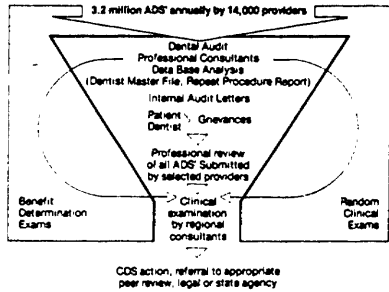 3.2 million ADS' annually by 14,000 providers
Dental Audit
Professional Consultants
Data Base Analysis
(Dentist Master File, Repeat Procedure Report)
Internal Audit Letters
Patient
Dentist
Grievances
Professional review
of all ADS' Submitted
by selected providers
Benefit
Determination
Exams
Clinical
examination
by regional
consultants
Random
Clinical
Exams
CDS action, referral to appropriate
peer review, legal or state agency